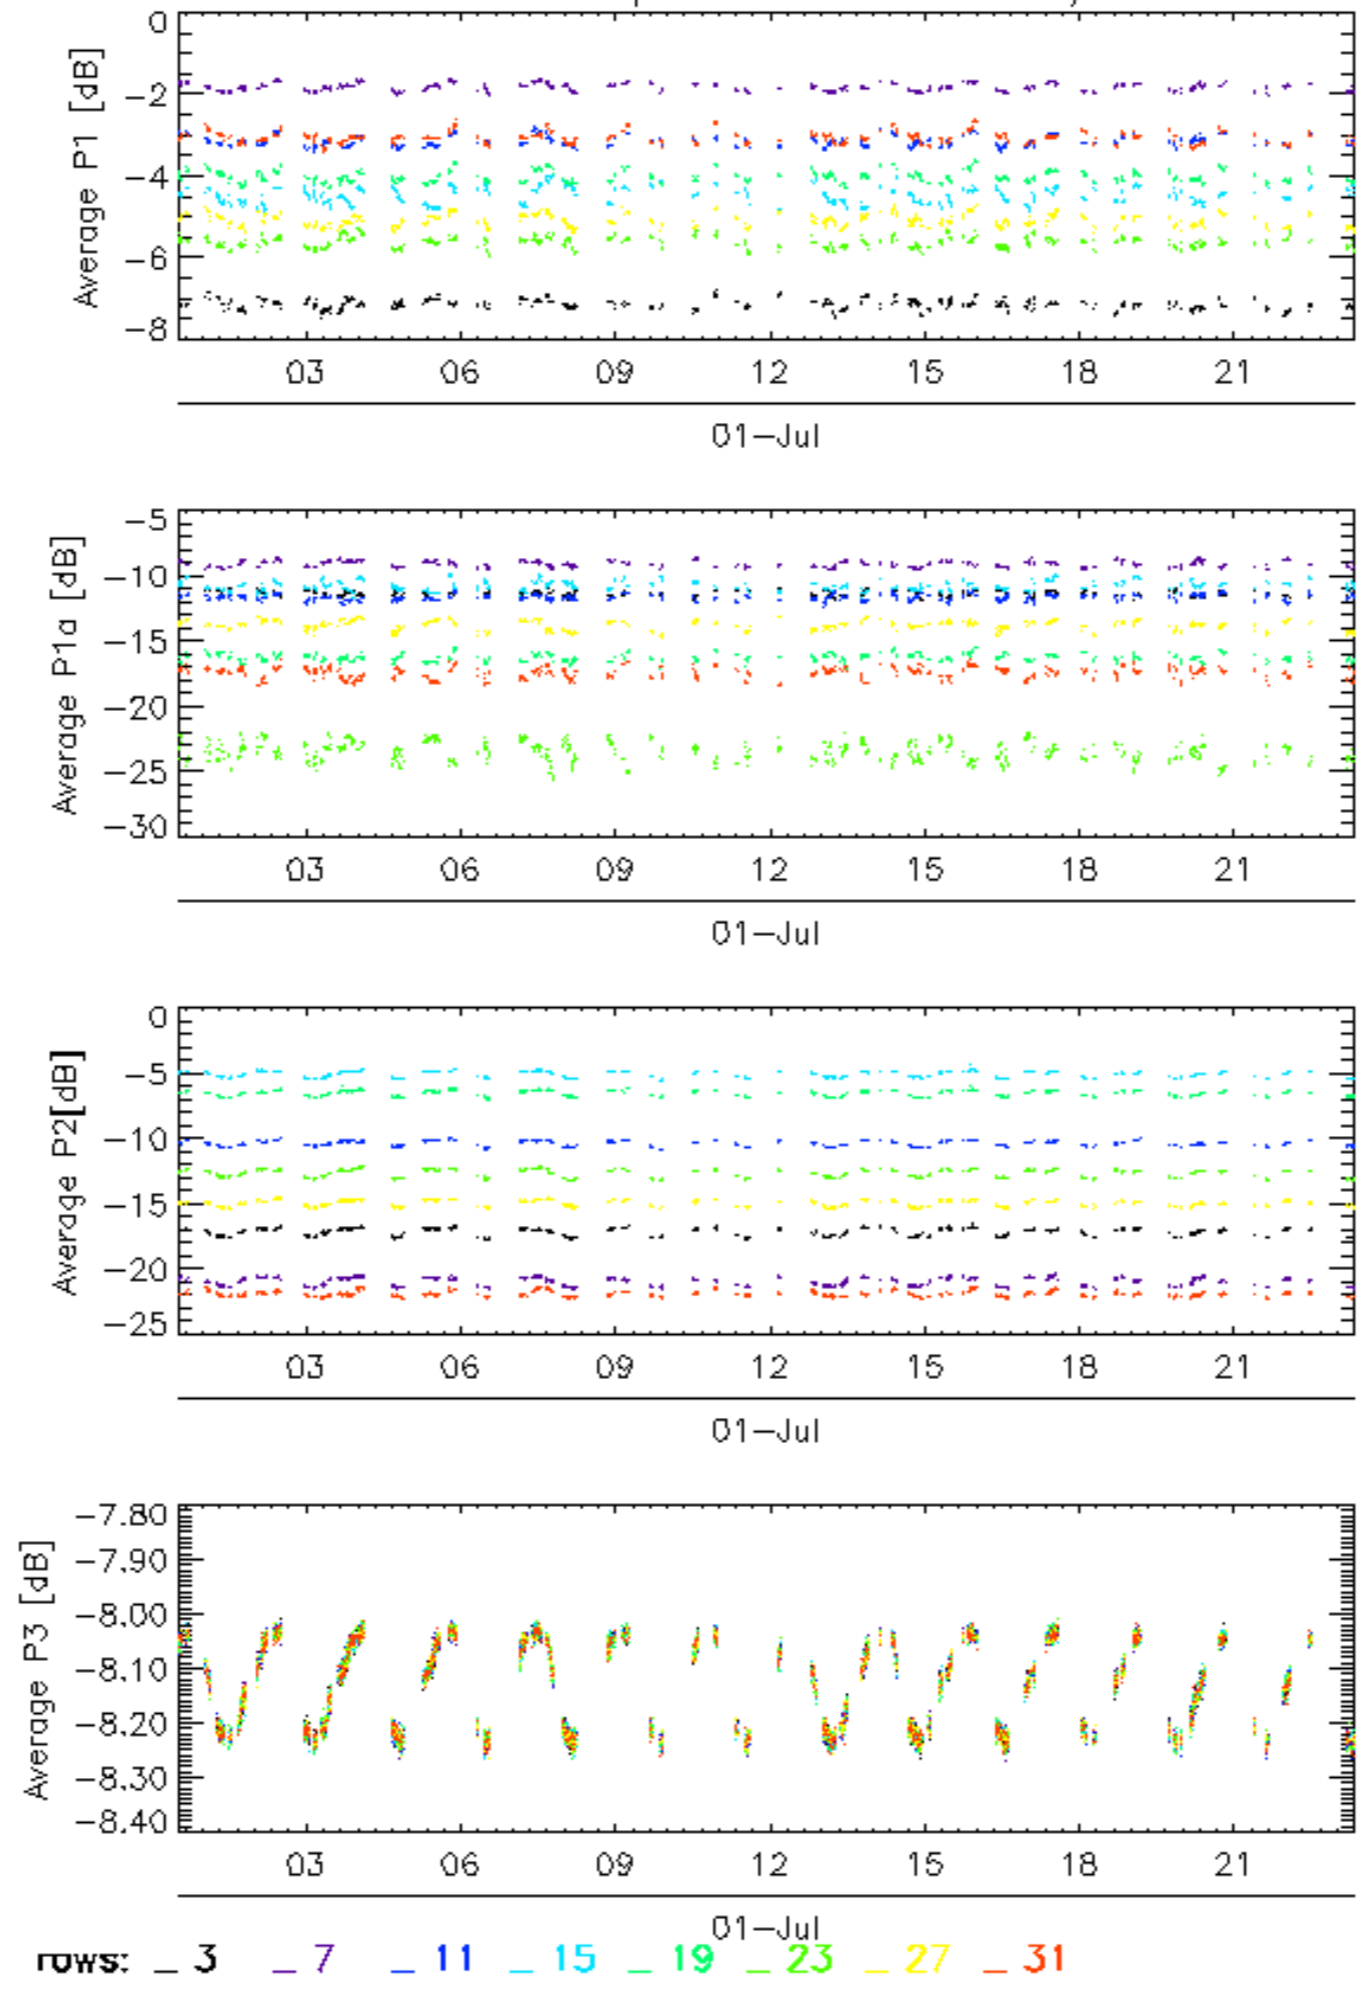 0
−2
−4
−6
−8
Average P1 [dB]
03 06 09 12 15 18 21
01−Jul
−5
−10
−15
−20
−25
−30
Average P1a [dB]
03 06 09 12 15 18 21
01−Jul
0
−5
−10
−15
−20
−25
Average P2[dB]
03 06 09 12 15 18 21
01−Jul
−7.80
−7.90
−8.00
−8.10
−8.20
−8.30
−8.40
Average P3 [dB]
03 06 09 12 15 18 21
01−Jul
rows: _ 3 _ 7 _ 11 _ 15 _ 19 _ 23 _ 27 _ 31